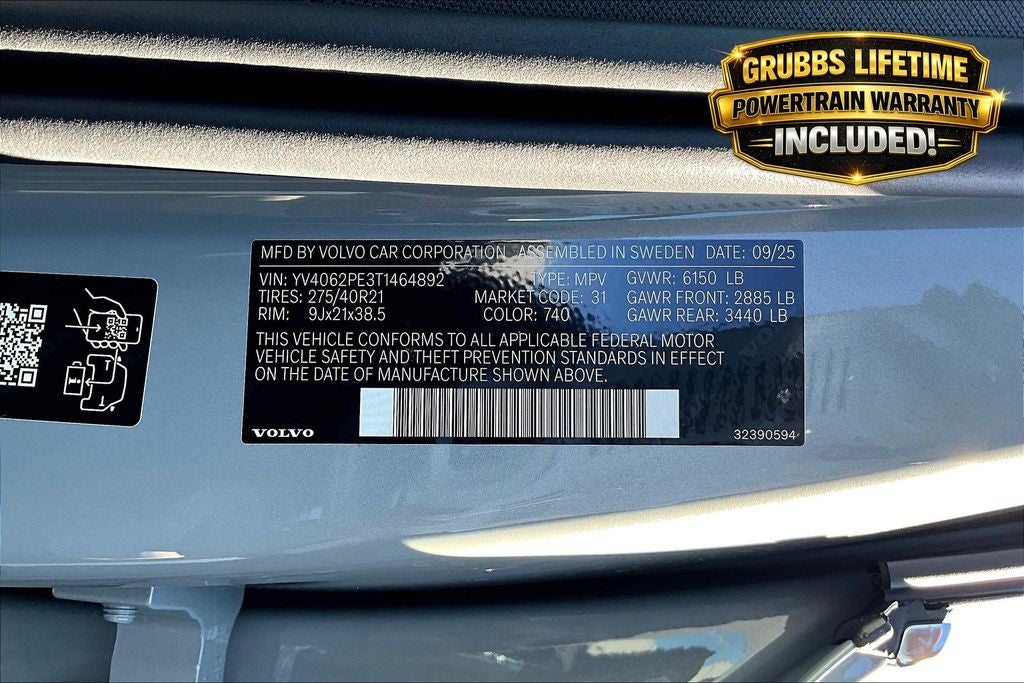 GRUBBS LIFETIME
POWERTRAIN WARRANTY
INCLUDED!
MFD BY VOLVO CAR CORPORATION ASSEMBLED IN SWEDEN DATE: 09/25
VIN: YV4062PE3T1464892 TYPE: MPV GVWR: 6150 LB
TIRES: 275/40R21 MARKET CODE: 31 GAWR FRONT: 2885 LB
RIM: 9Jx21x38.5 COLOR: 740 GAWR REAR: 3440 LB
THIS VEHICLE CONFORMS TO ALL APPLICABLE FEDERAL MOTOR
VEHICLE SAFETY AND THEFT PREVENTION STANDARDS IN EFFECT
ON THE DATE OF MANUFACTURE SHOWN ABOVE.
VOLVO 32390594